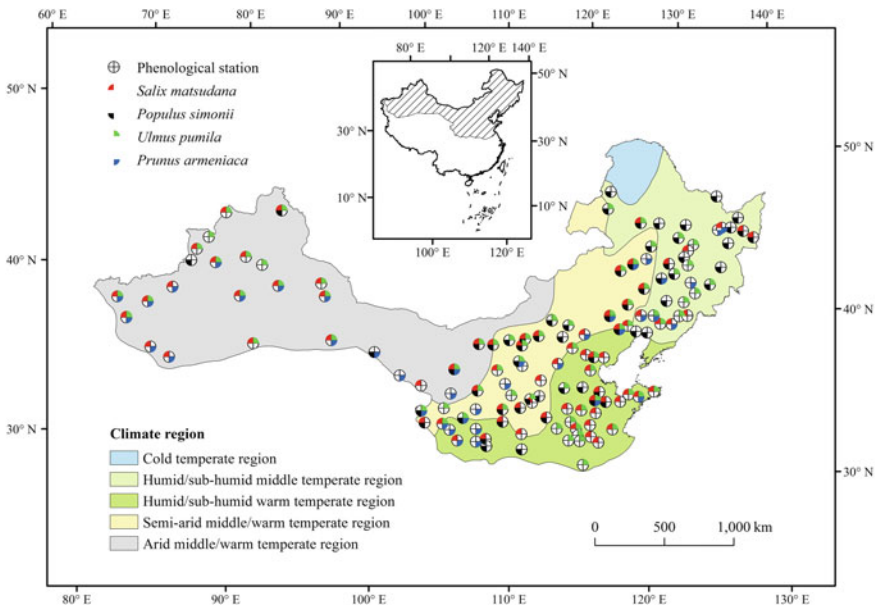 60° E 70° E 80° E 90° E 100° E 110° E 120° E 130° E 140° E
Phenological station
Salix matsudana
Populus simonii
Ulmus pumila
Prunus armeniaca
80° E 120° E 140° E
50° N
30° N 30° N
10° N 10° N
100° E 120° E
50° N 50° N
40° N 40° N
30° N 30° N
Climate region
Cold temperate region
Humid/sub-humid middle temperate region
Humid/sub-humid warm temperate region
Semi-arid middle/warm temperate region
Arid middle/warm temperate region
0 500 1,000 km
80° E 90° E 100° E 110° E 120° E 130° E